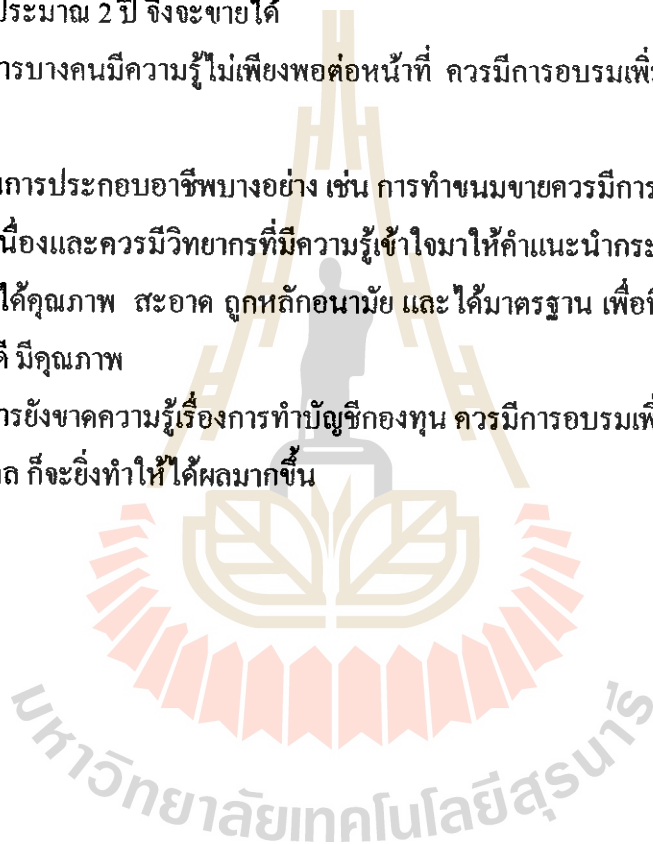 ประมาณ 2 ปี จึงจะขายได้
ารบางคนมีความรู้ไม่เพียงพอต่อหน้าที่ ควรมีการอบรมเพิ่
นการประกอบอาชีพบางอย่าง เช่น การทำขนมขายควรมีการ
นื่องและควรมีวิทยากรที่มีความรู้เข้าใจมาให้คำแนะนำกระ
ได้คุณภาพ สะอาด ถูกหลักอนามัย และได้มาตรฐาน เพื่อที
ดี มีคุณภาพ
ารยังขาดความรู้เรื่องการทำบัญชีกองทุน ควรมีการอบรมเพิ่
าล ก็จะยิ่งทำให้ได้ผลมากขึ้น
มหาวิทยาลัยเทคโนโลยีสุรนารี